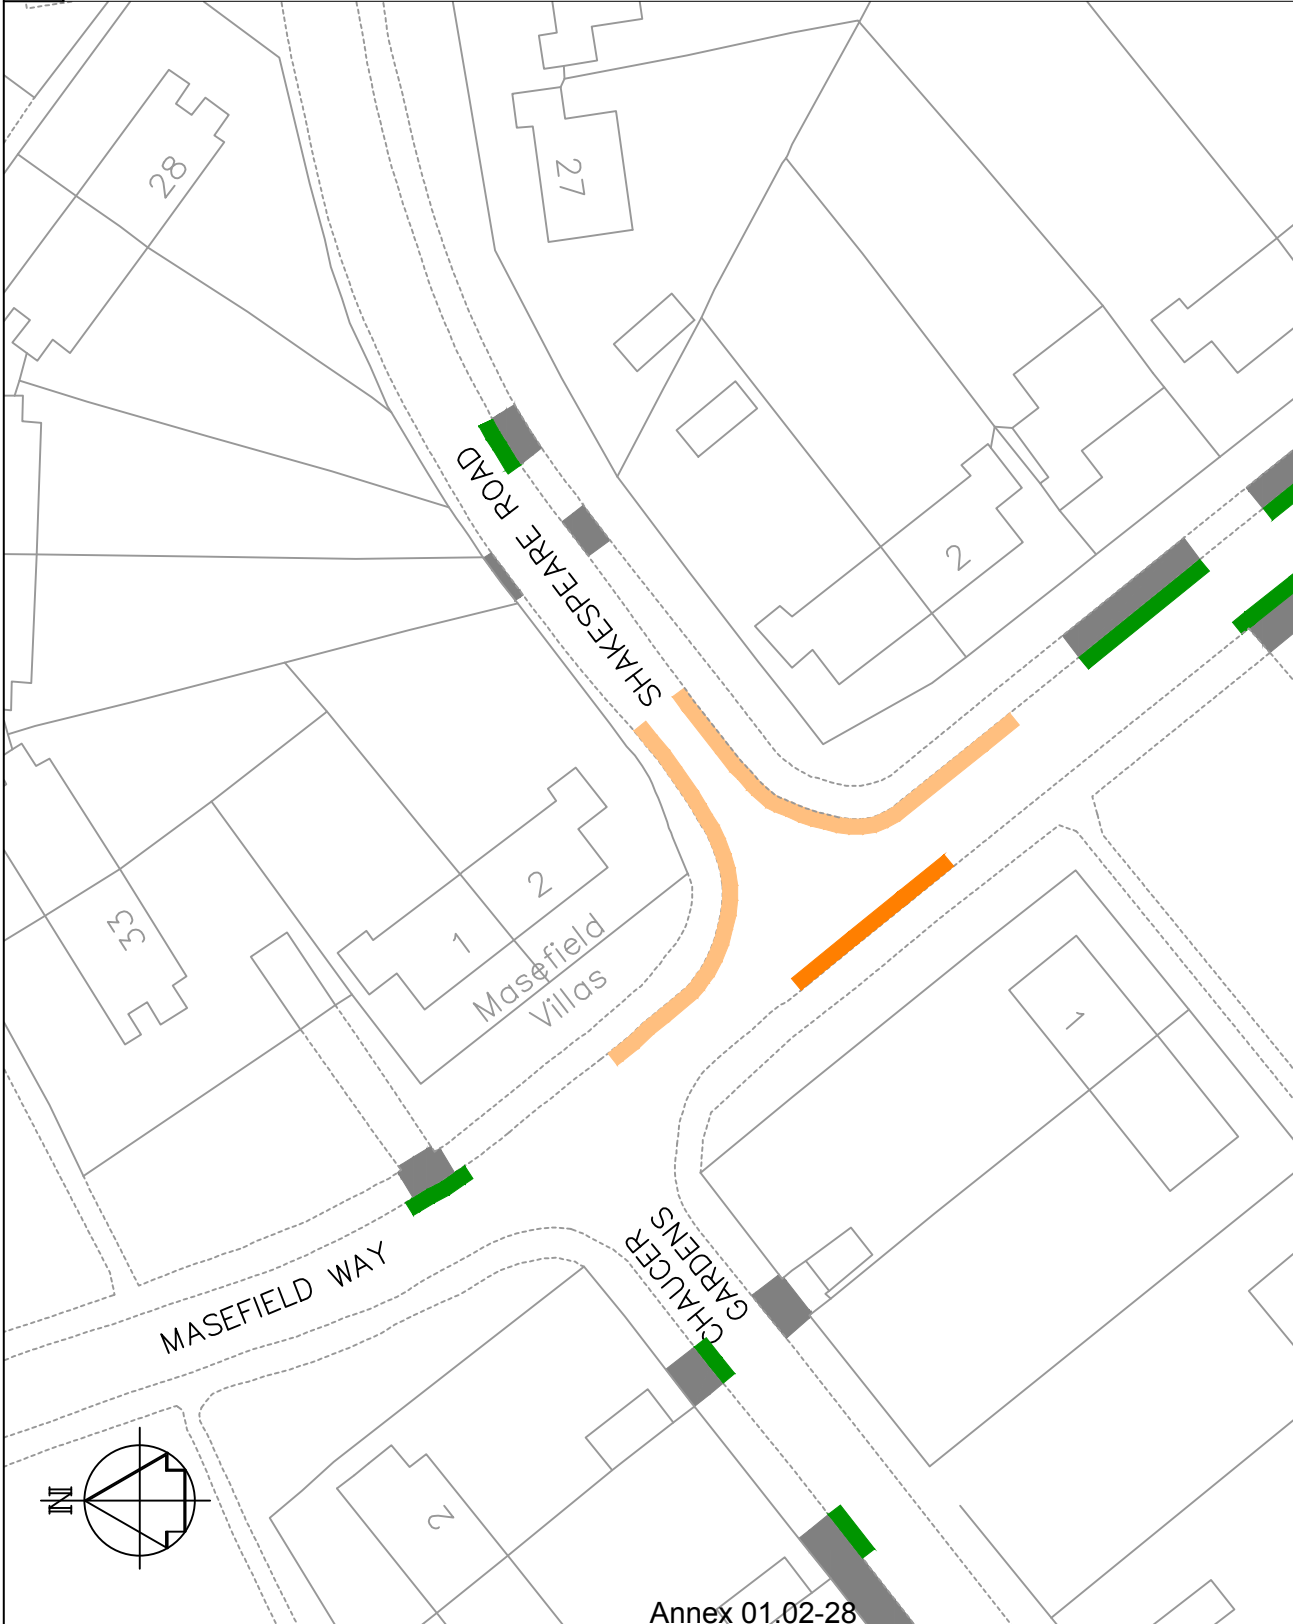 28
27
SHAKESPEARE ROAD
2
33
1
2
Masefield
Villas
1
MASEFIELD WAY
CHAUCER
GARDENS
N
2
Annex 01.02-28